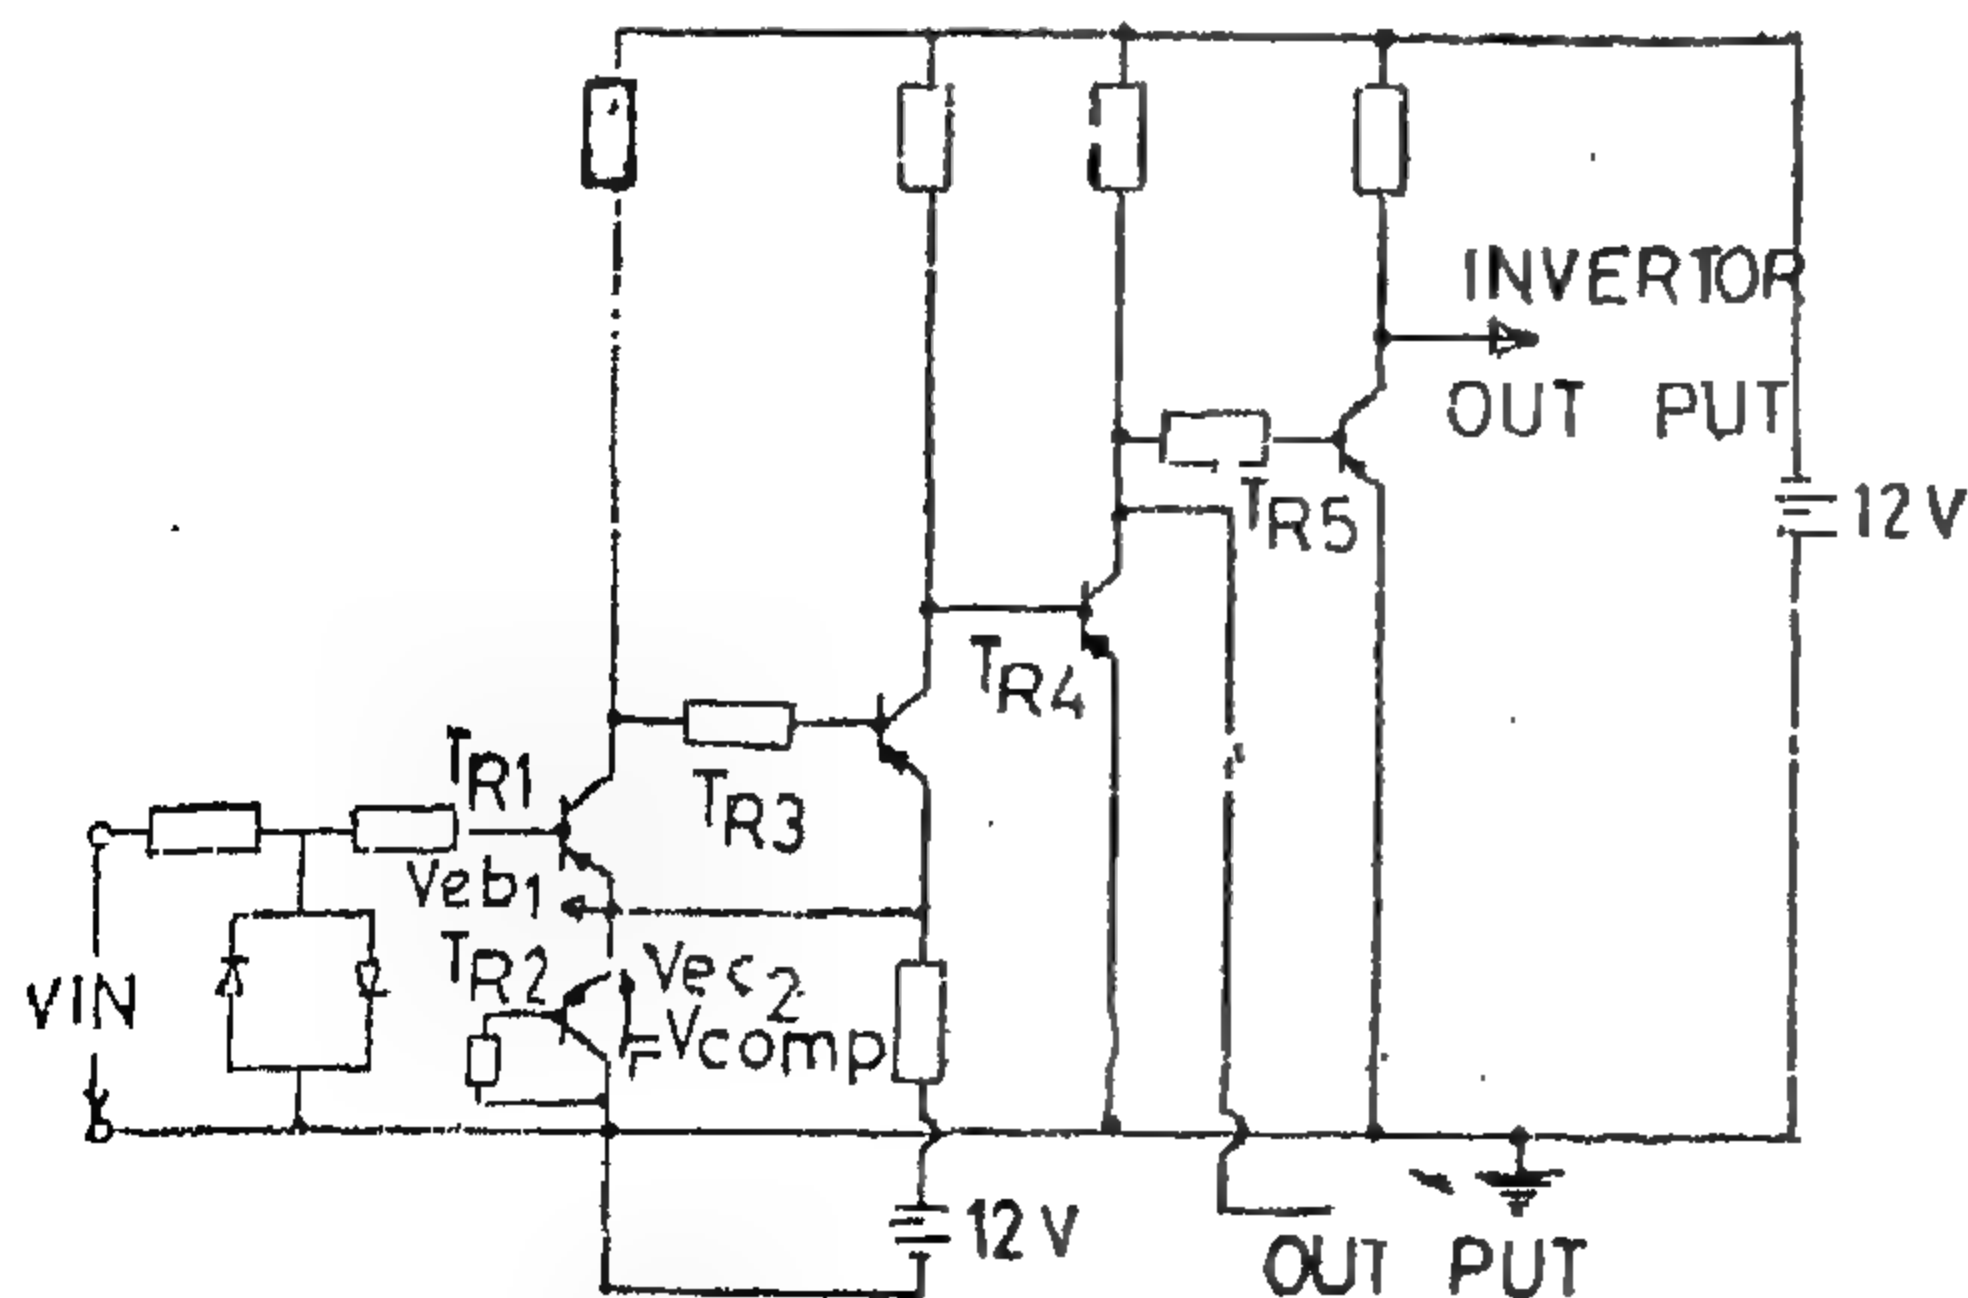 INVERTOR
OUT PUT
12 V
TR5
TR4
TR1
TR3
Veb1
TR2
Vec2
=Vcomp
VIN
12 V
OUT PUT